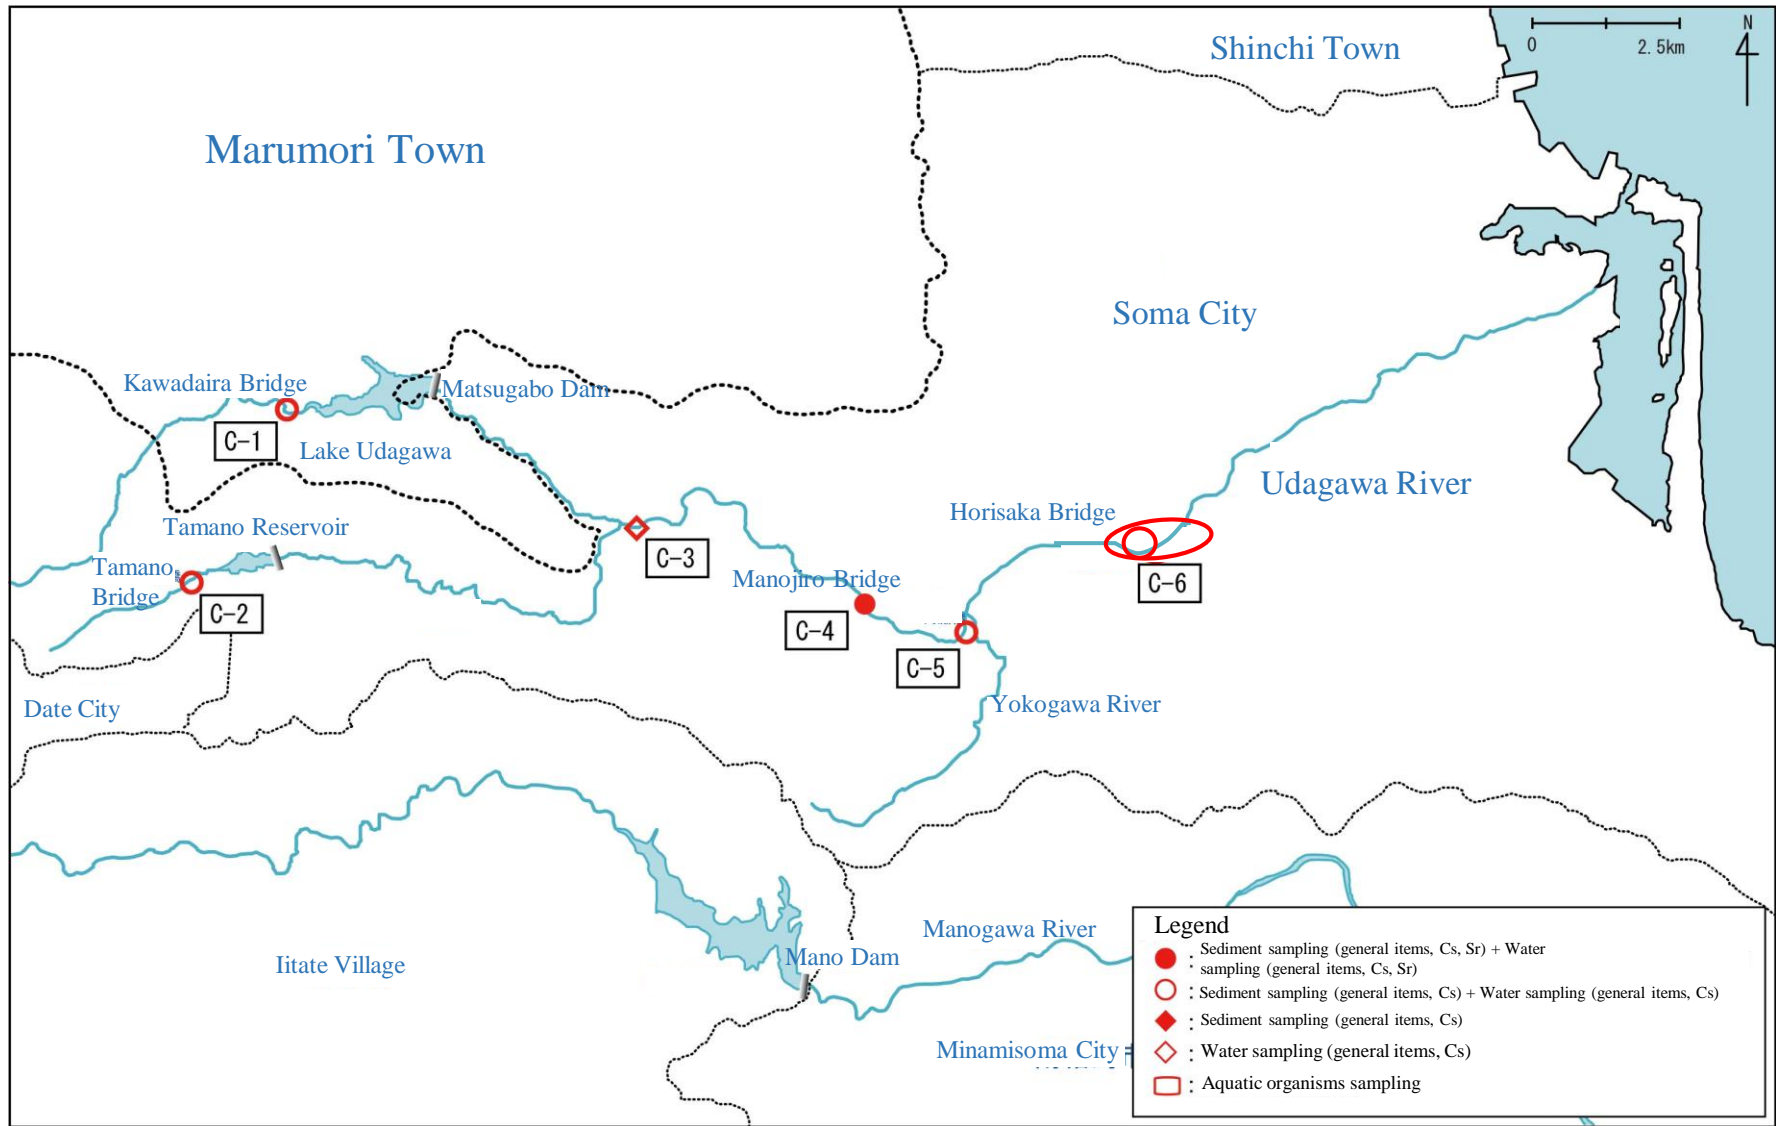 Shinchi Town
0 2.5km
N
Marumori Town
Soma City
Kawadaira Bridge
Matsugabo Dam
C-1
Lake Udagawa
Udagawa River
Horisaka Bridge
Tamano Reservoir
C-3
Tamano
Bridge
C-2
Manojiro Bridge
C-6
C-4
C-5
Yokogawa River
Date City
Manogawa River
Mano Dam
Iitate Village
Minamisoma City
Legend
: Sediment sampling (general items, Cs, Sr) + Water
sampling (general items, Cs, Sr)
: Sediment sampling (general items, Cs) + Water sampling (general items, Cs)
: Sediment sampling (general items, Cs)
: Water sampling (general items, Cs)
: Aquatic organisms sampling